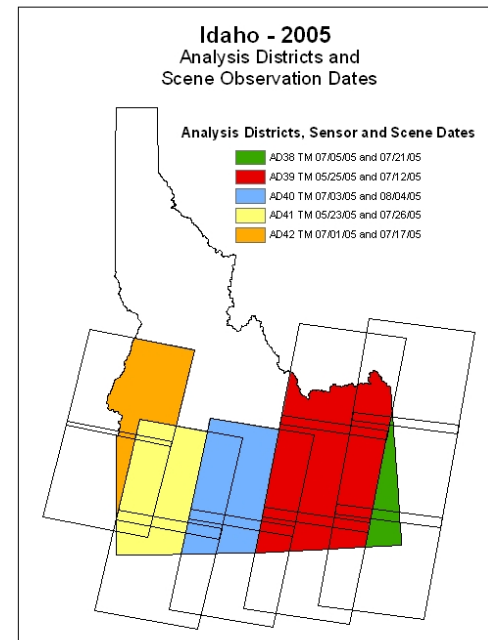 Idaho - 2005
Analysis Districts and
Scene Observation Dates
Analysis Districts, Sensor and Scene Dates
AD38 TM 07/05/05 and 07/21/05
AD39 TM 05/25/05 and 07/12/05
AD40 TM 07/03/05 and 08/04/05
AD41 TM 05/23/05 and 07/26/05
AD42 TM 07/01/05 and 07/17/05